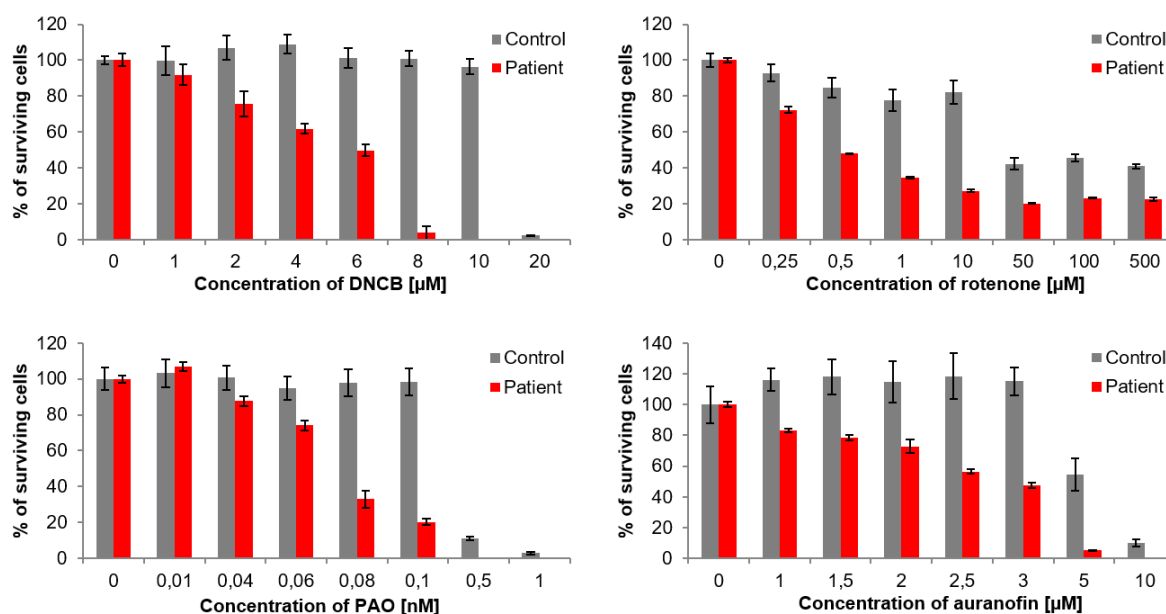 120
100
80
60
40
20
0
% of surviving cells
Control
Patient
0 1 2 4 6 8 10 20
Concentration of DNCB [µM]
120
100
80
60
40
20
0
% of surviving cells
Control
Patient
0 0,25 0,5 1 10 50 100 500
Concentration of rotenone [µM]
120
100
80
60
40
20
0
% of surviving cells
Control
Patient
0 0,01 0,04 0,06 0,08 0,1 0,5 1
Concentration of PAO [nM]
140
120
100
80
60
40
20
0
% of surviving cells
Control
Patient
0 1 1,5 2 2,5 3 5 10
Concentration of auranofin [µM]